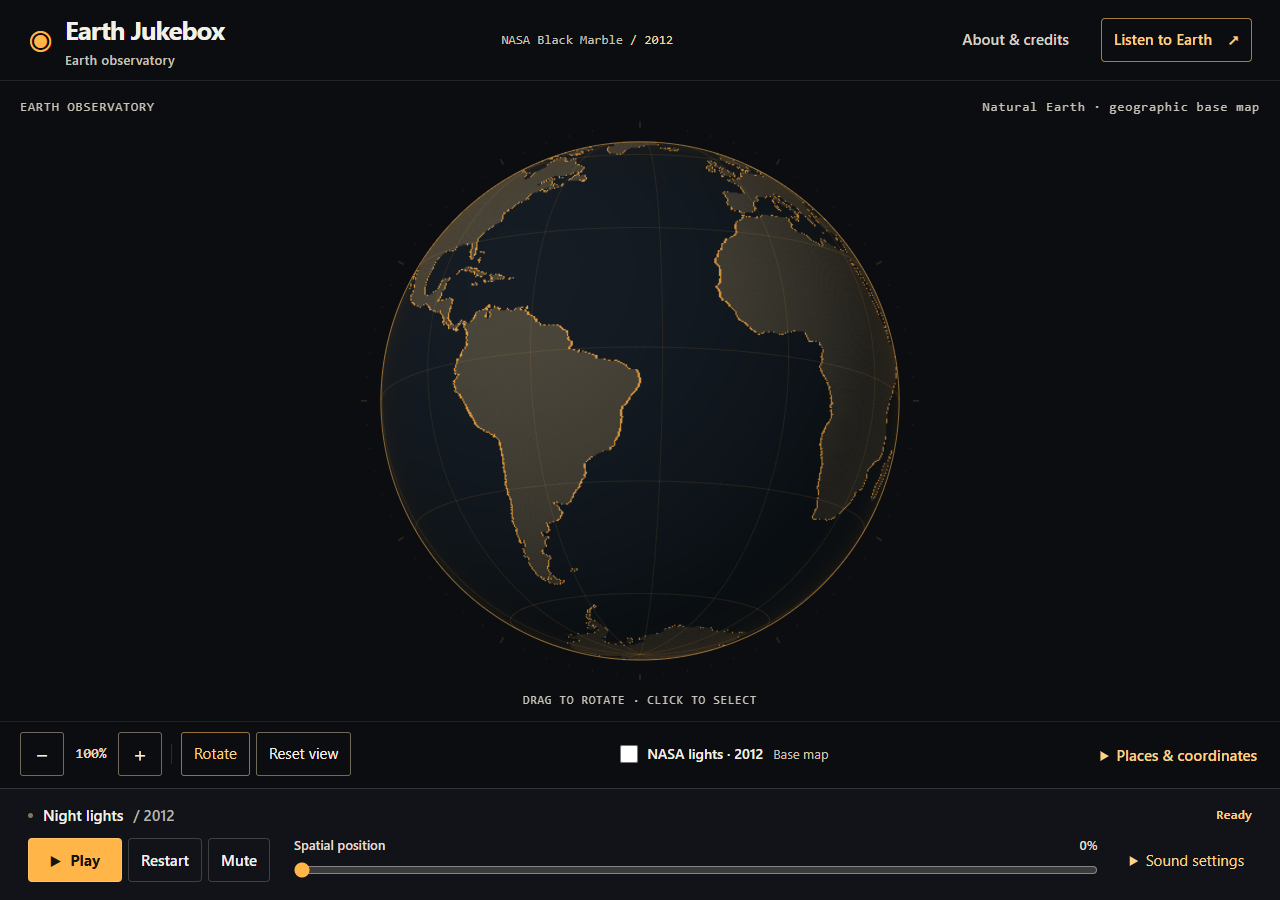 Earth Jukebox
Earth observatory
NASA Black Marble / 2012
About & credits
Listen to Earth ↗
EARTH OBSERVATORY
Natural Earth · geographic base map
DRAG TO ROTATE · CLICK TO SELECT
− 100% +
Rotate
Reset view
NASA lights · 2012 Base map
▶ Places & coordinates
Night lights / 2012
Ready
▶ Play
Restart
Mute
Spatial position
0%
▶ Sound settings